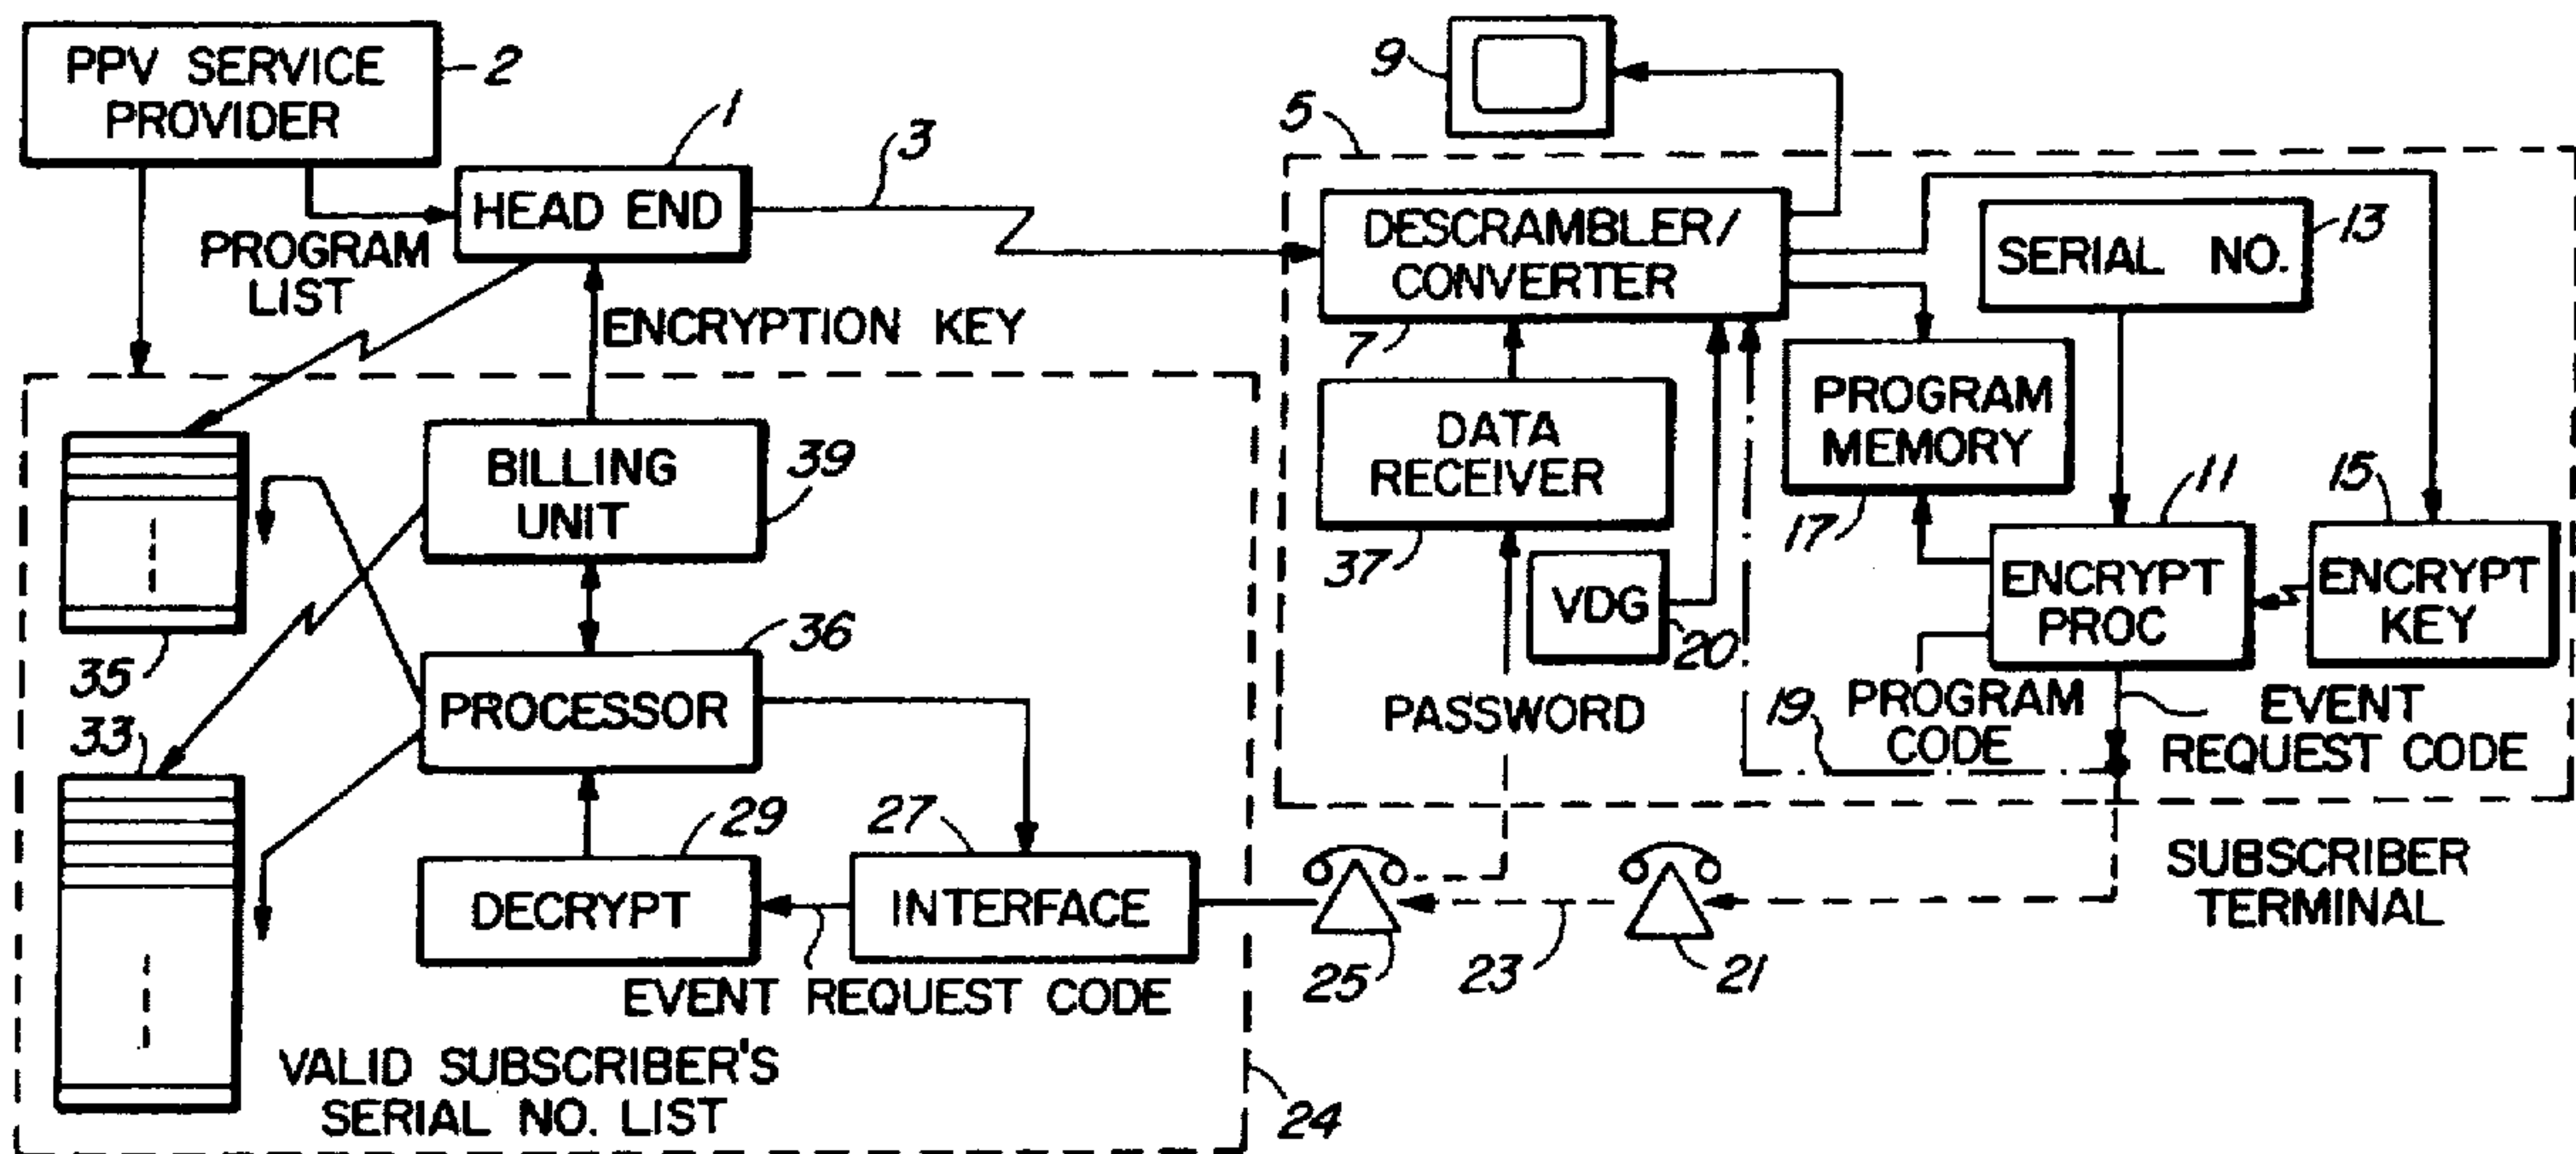 PPV SERVICE
PROVIDER
2
1
3
HEAD END
PROGRAM
LIST
ENCRYPTION KEY
BILLING
UNIT
39
35
36
PROCESSOR
33
29
DECRYPT
27
INTERFACE
EVENT REQUEST CODE
VALID SUBSCRIBER'S
SERIAL NO. LIST
24
9
5
DESCRAMBLER/
CONVERTER
7
SERIAL NO.
13
DATA
RECEIVER
37
PROGRAM
MEMORY
17
11
15
VDG
20
ENCRYPT
PROC
ENCRYPT
KEY
PASSWORD
19
PROGRAM
CODE
EVENT
REQUEST CODE
SUBSCRIBER
TERMINAL
25
23
21